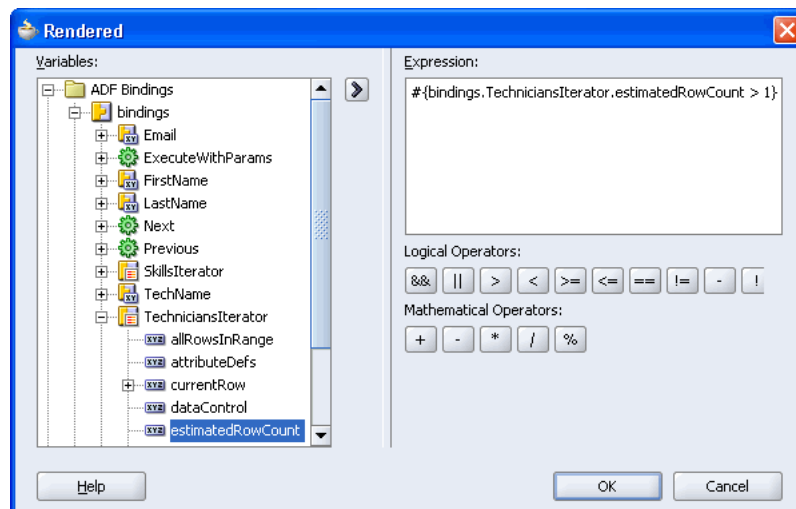 Rendered
Variables:
ADF Bindings
bindings
Email
ExecuteWithParams
FirstName
LastName
Next
Previous
SkillsIterator
TechName
TechniciansIterator
allRowsInRange
attributeDefs
currentRow
dataControl
estimatedRowCount
Expression:
#{bindings.TechniciansIterator.estimatedRowCount > 1}
Logical Operators:
&& || > < >= <= == != - !
Mathematical Operators:
+ - * / %
Help OK Cancel